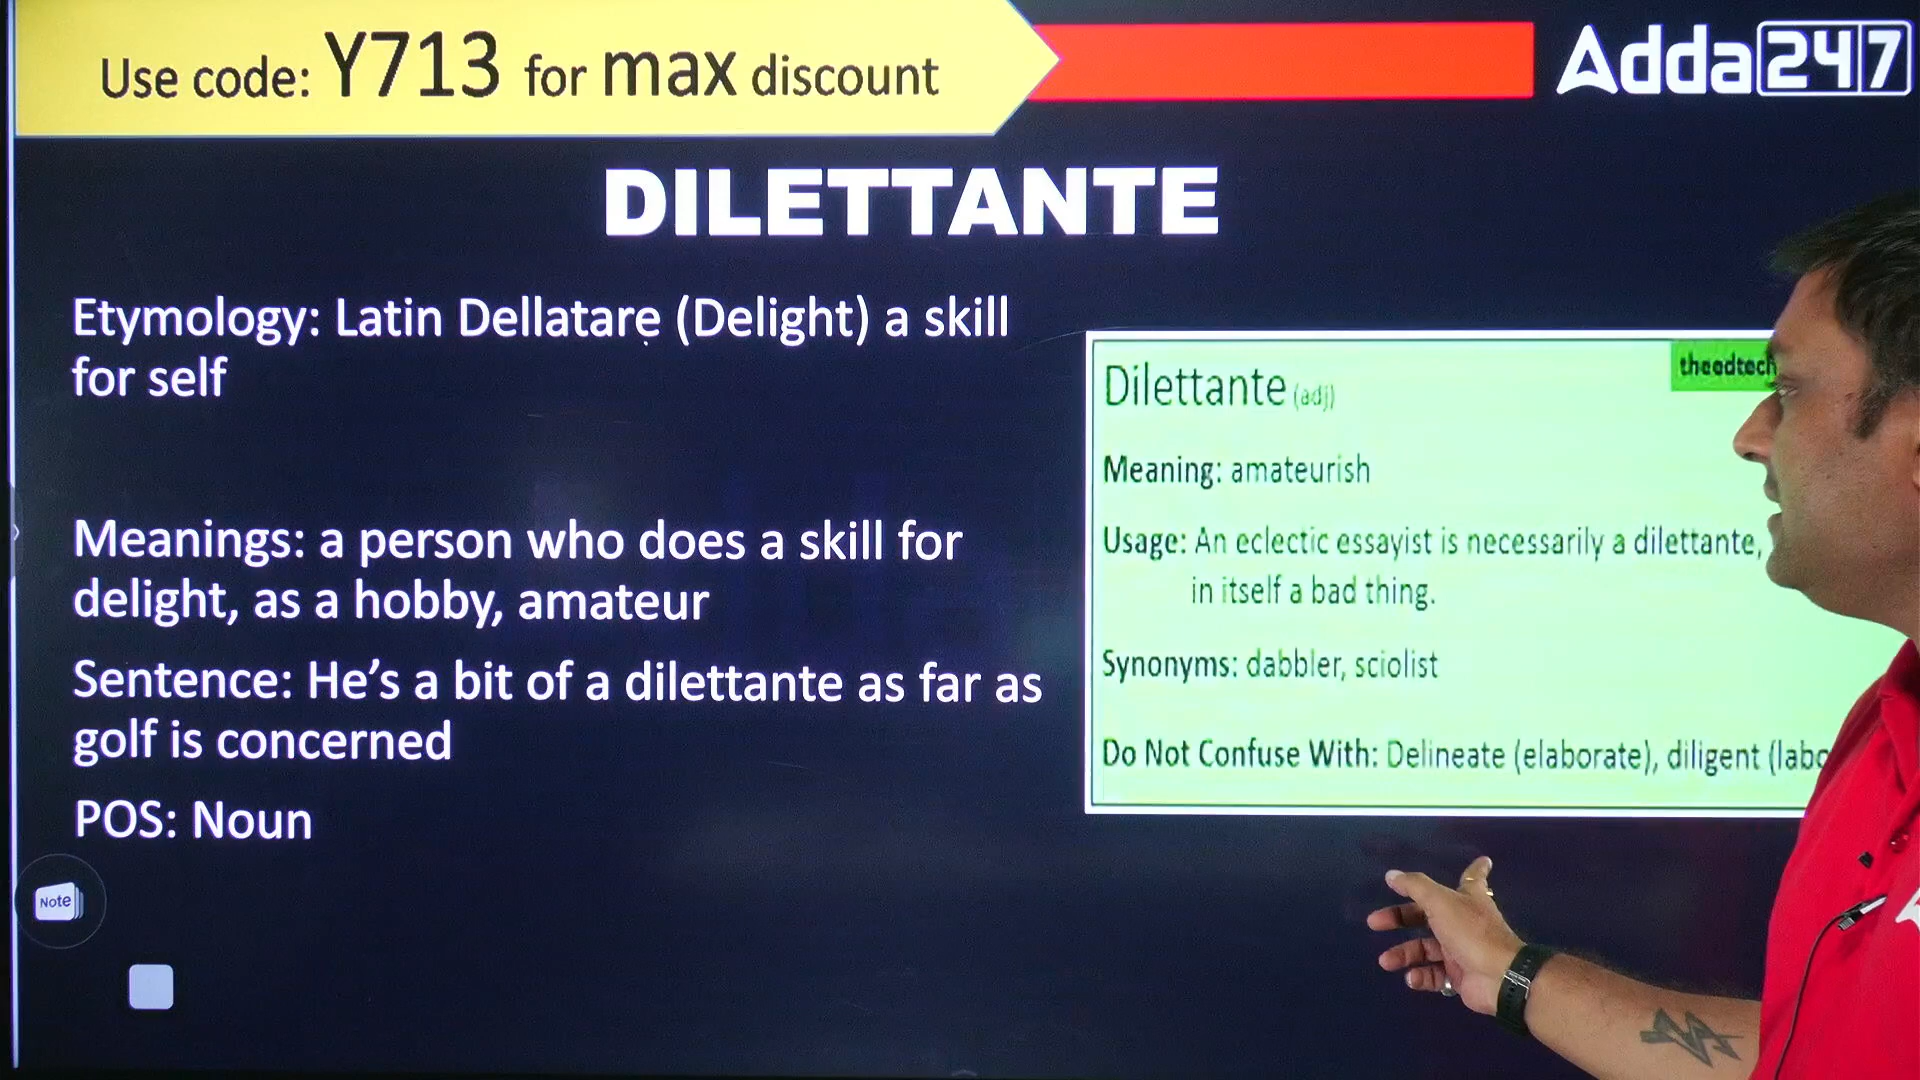 Use code: Y713 for max discount
Adda247
DILETTANTE
Etymology: Latin Dellatare (Delight) a skill
for self
Meanings: a person who does a skill for
delight, as a hobby, amateur
Sentence: He's a bit of a dilettante as far as
golf is concerned
POS: Noun
Note
theedtech
Dilettante (adj)
Meaning: amateurish
Usage: An eclectic essayist is necessarily a dilettante,
in itself a bad thing.
Synonyms: dabbler, sciolist
Do Not Confuse With: Delineate (elaborate), diligent